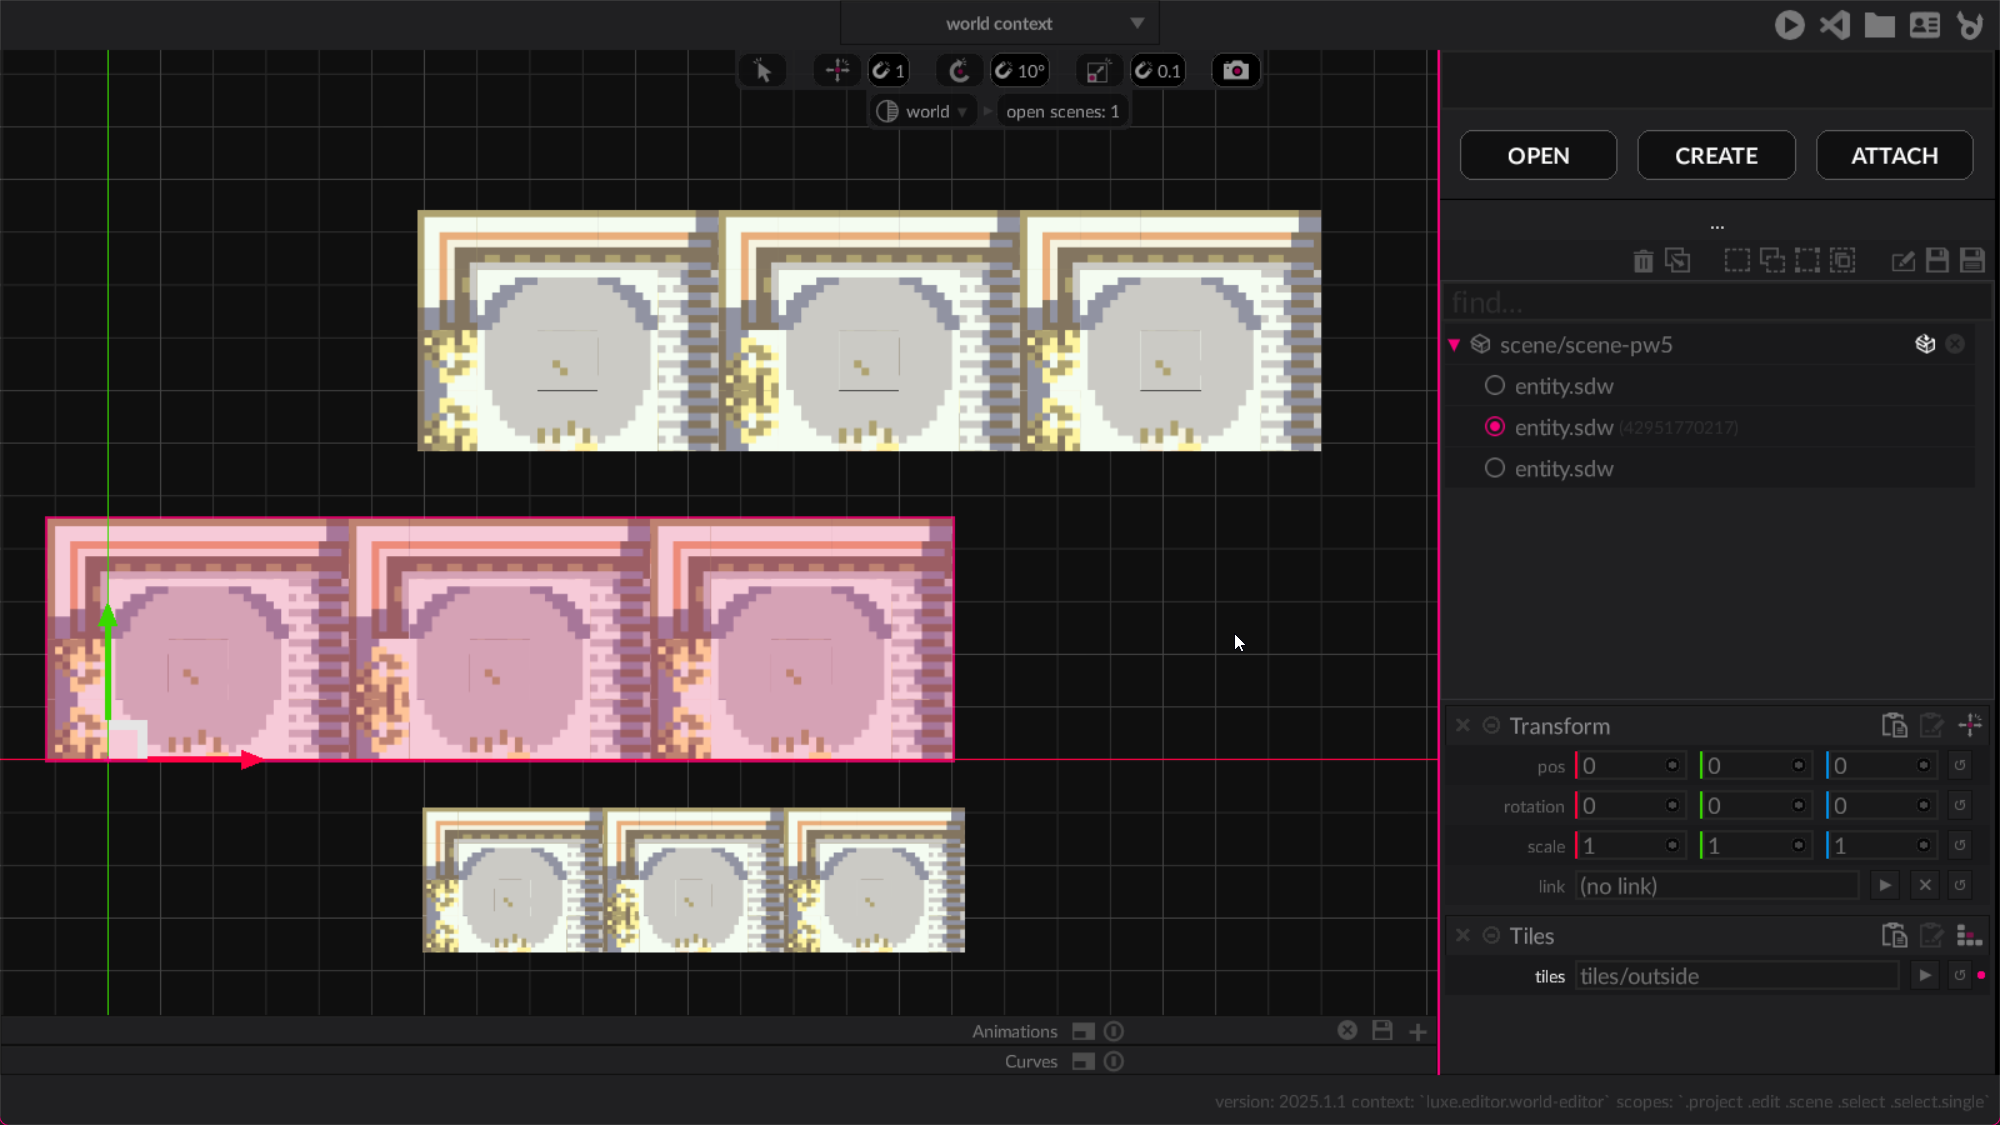 world context
1
10°
0.1
world
open scenes: 1
OPEN
CREATE
ATTACH
...
find...
scene/scene-pw5
entity.sdw
entity.sdw (42951770217)
entity.sdw
Transform
pos 0 0 0
rotation 0 0 0
scale 1 1 1
link (no link)
Tiles
tiles tiles/outside
Animations
Curves
version: 2025.1.1 context: `luxe.editor.world-editor` scopes: `.project .edit .scene .select .select.single`